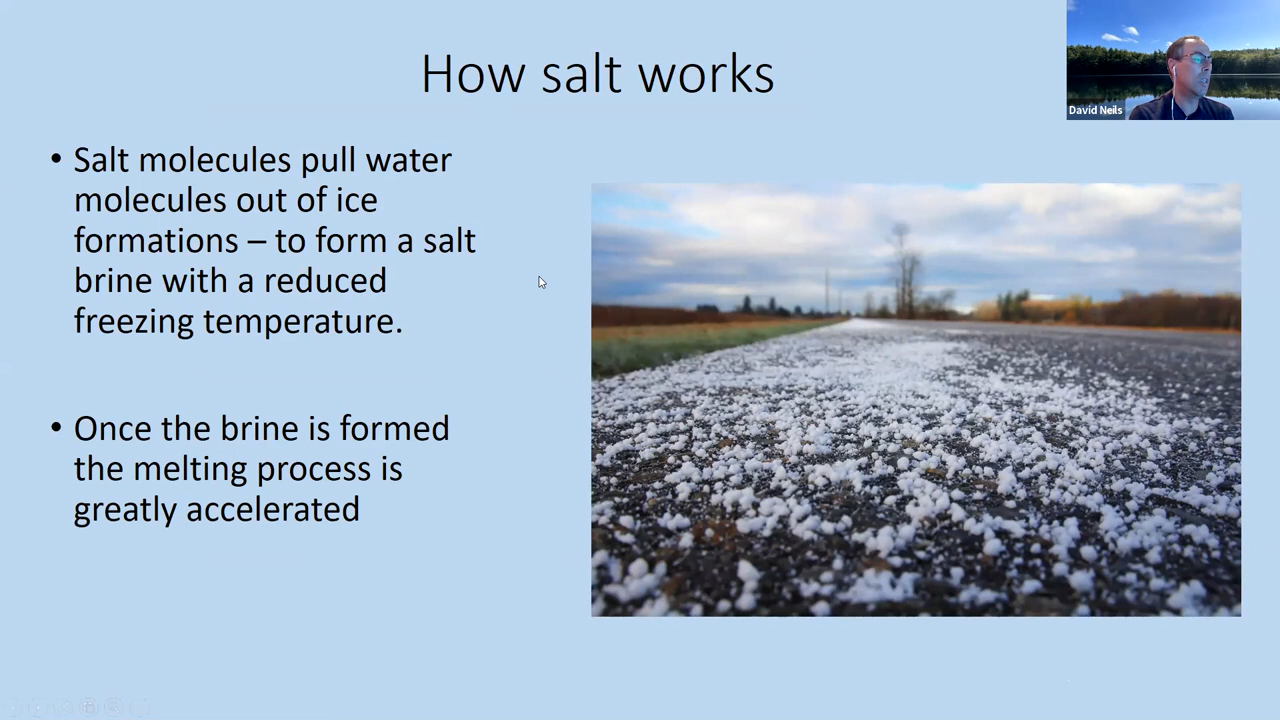 How salt works
David Neils
• Salt molecules pull water
molecules out of ice
formations – to form a salt
brine with a reduced
freezing temperature.
• Once the brine is formed
the melting process is
greatly accelerated